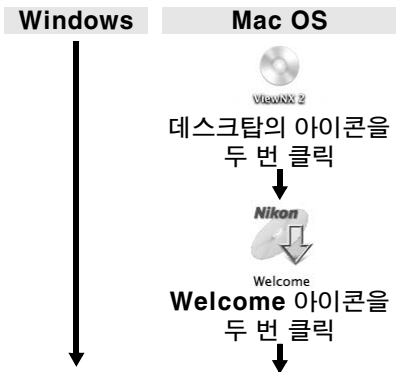 Windows
Mac OS
ViewNX 2
데스크탑의 아이콘을
두 번 클릭
Nikon
Welcome
Welcome 아이콘을
두 번 클릭